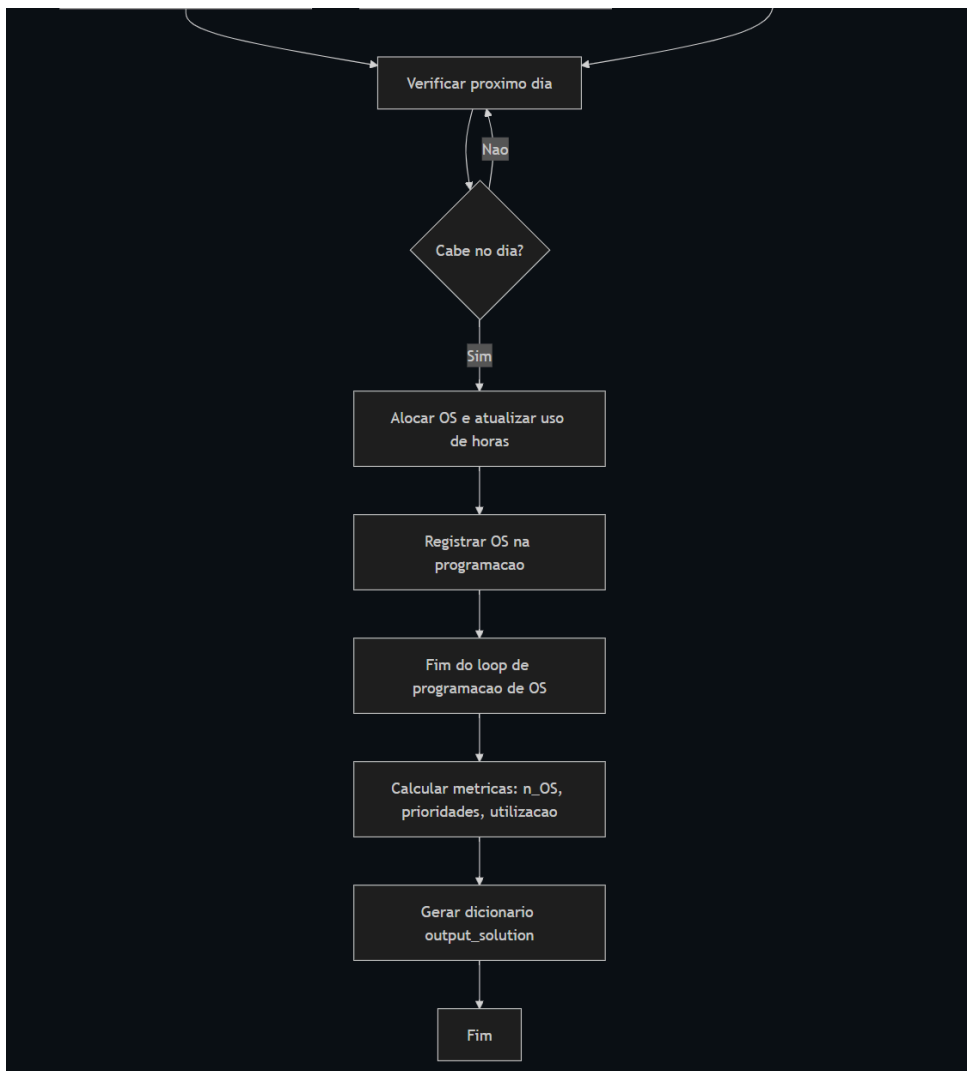 Verificar proximo dia
Nao
Cabe no dia?
Sim
Alocar OS e atualizar uso
de horas
Registrar OS na
programacao
Fim do loop de
programacao de OS
Calcular metricas: n_OS,
prioridades, utilizacao
Gerar dicionario
output_solution
Fim